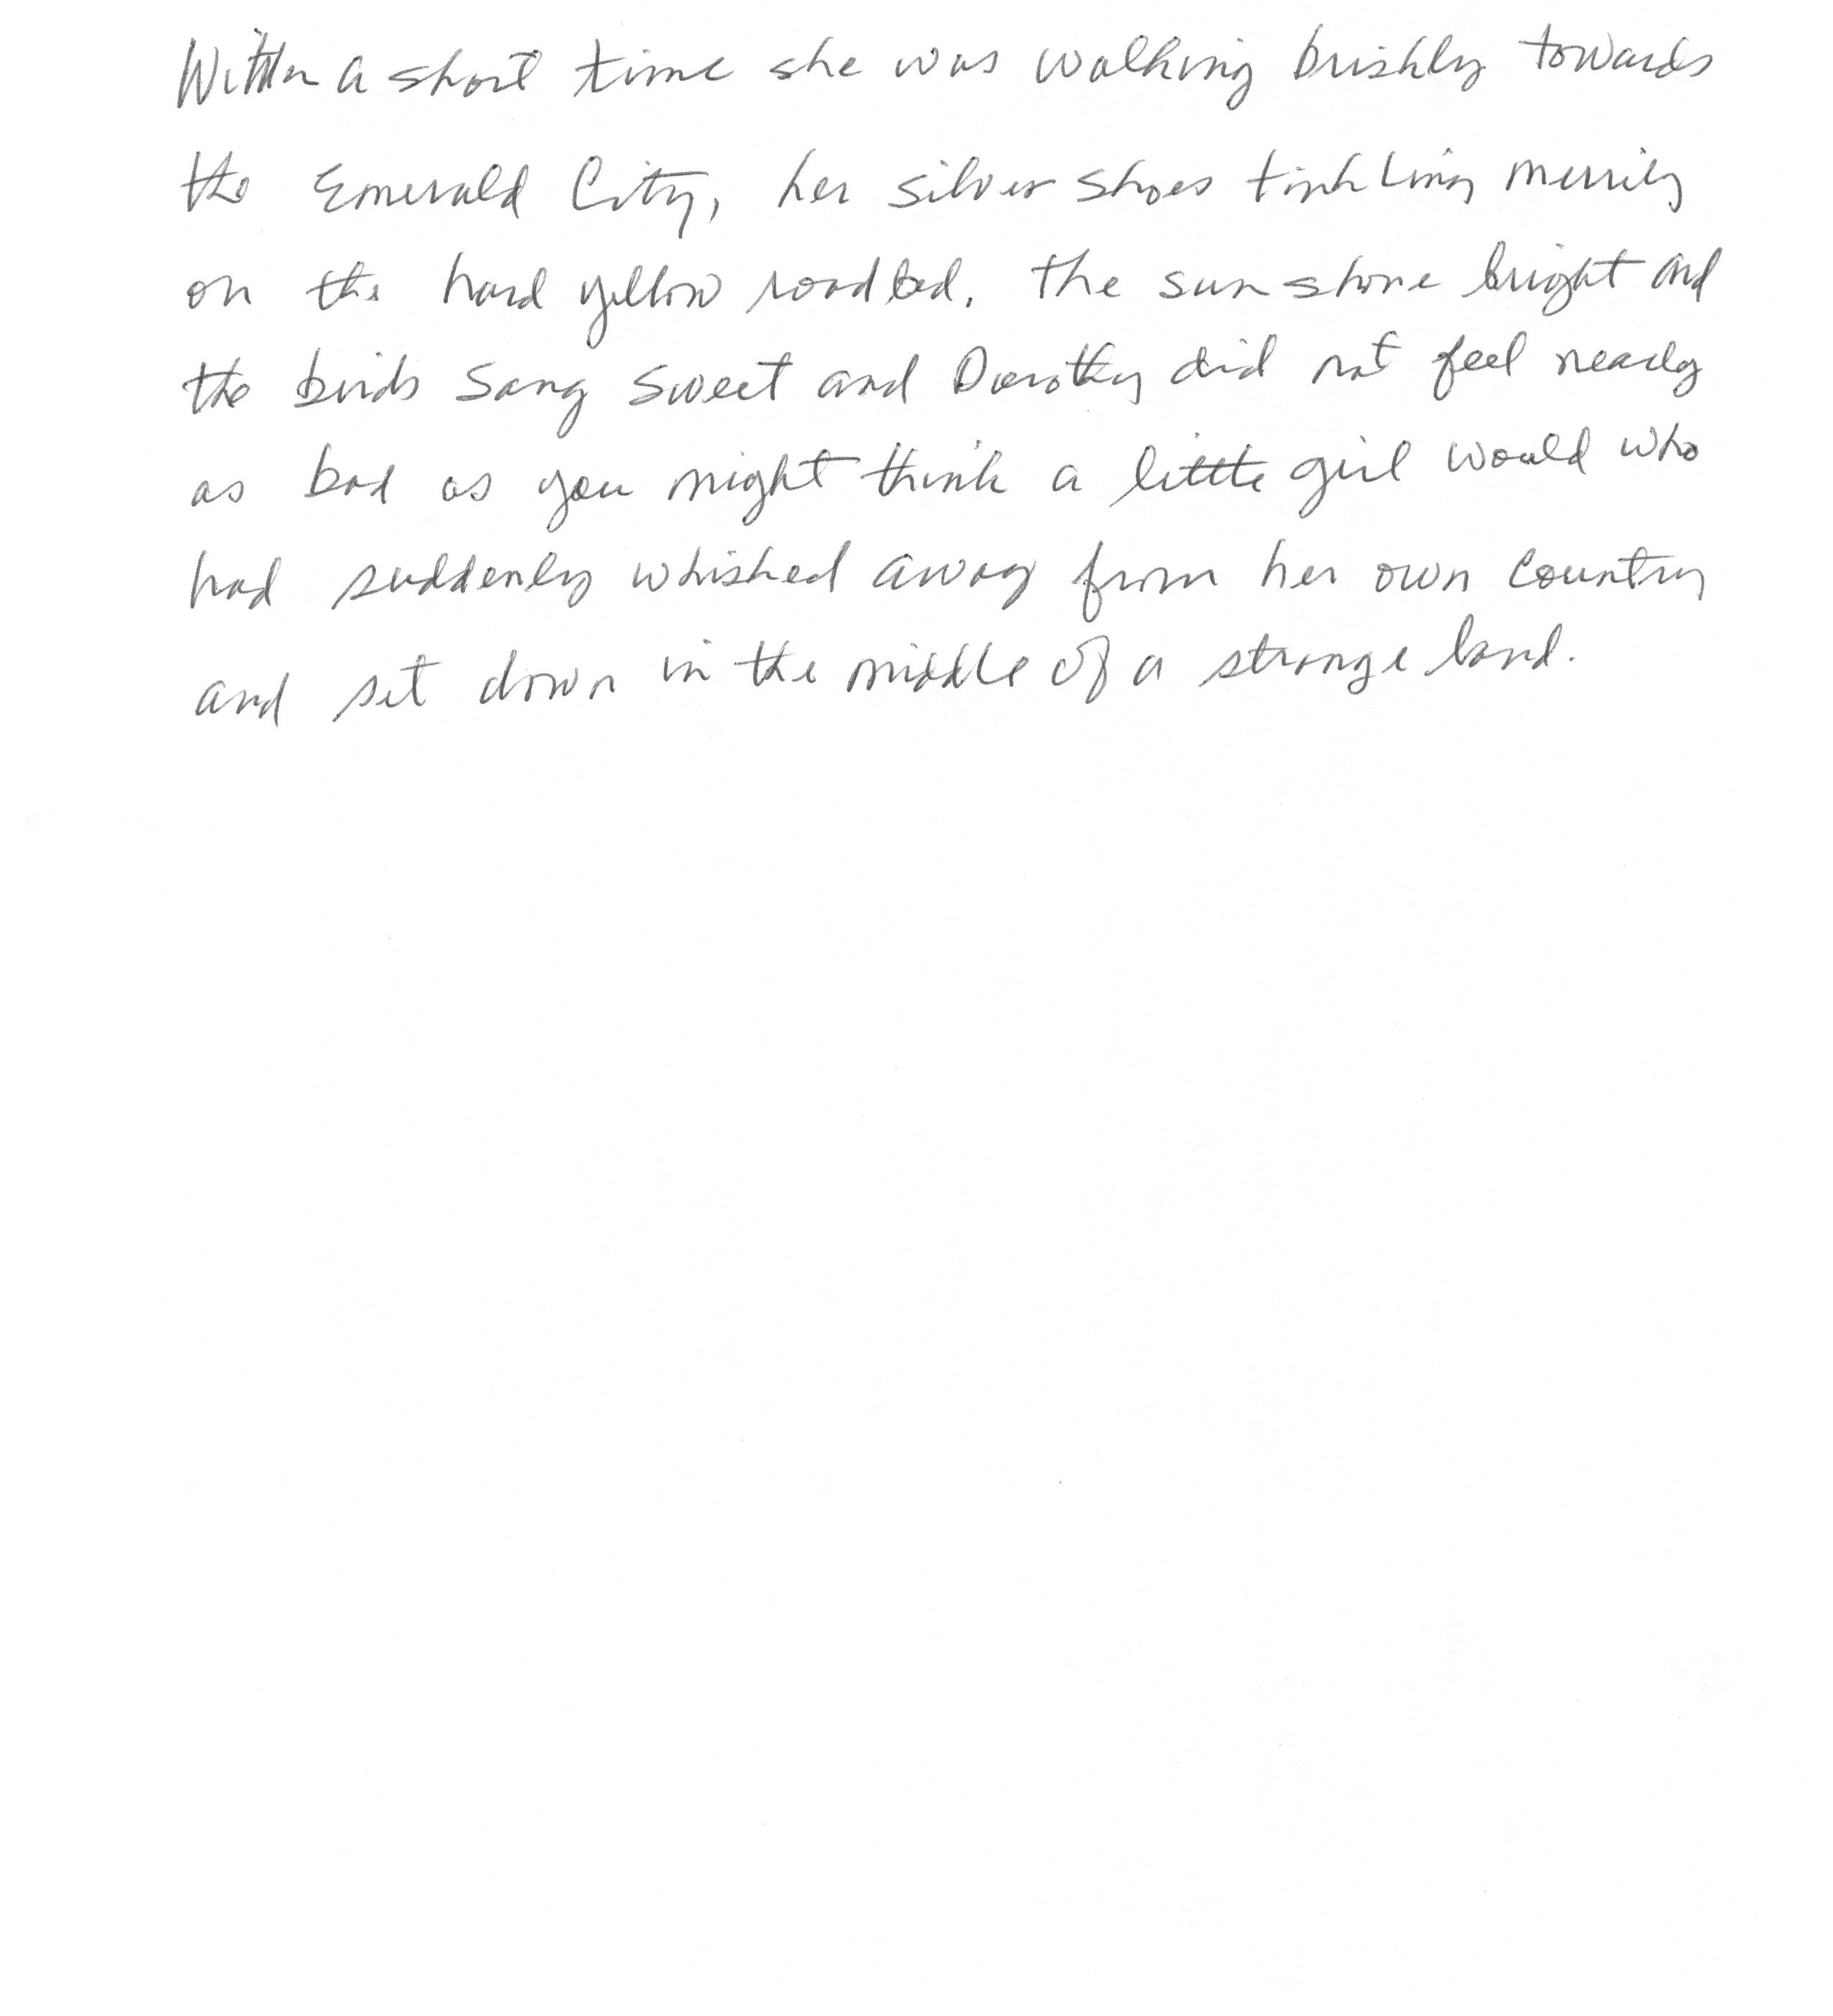 Within a short time she was walking briskly towards
the Emerald City, her silver shoes tinkling merrily
on the hard yellow roadbed. The sun shone bright and
the birds sang sweet and Dorothy did not feel nearly
as bad as you might think a little girl would who
had suddenly whished away from her own country
and set down in the middle of a strange land.